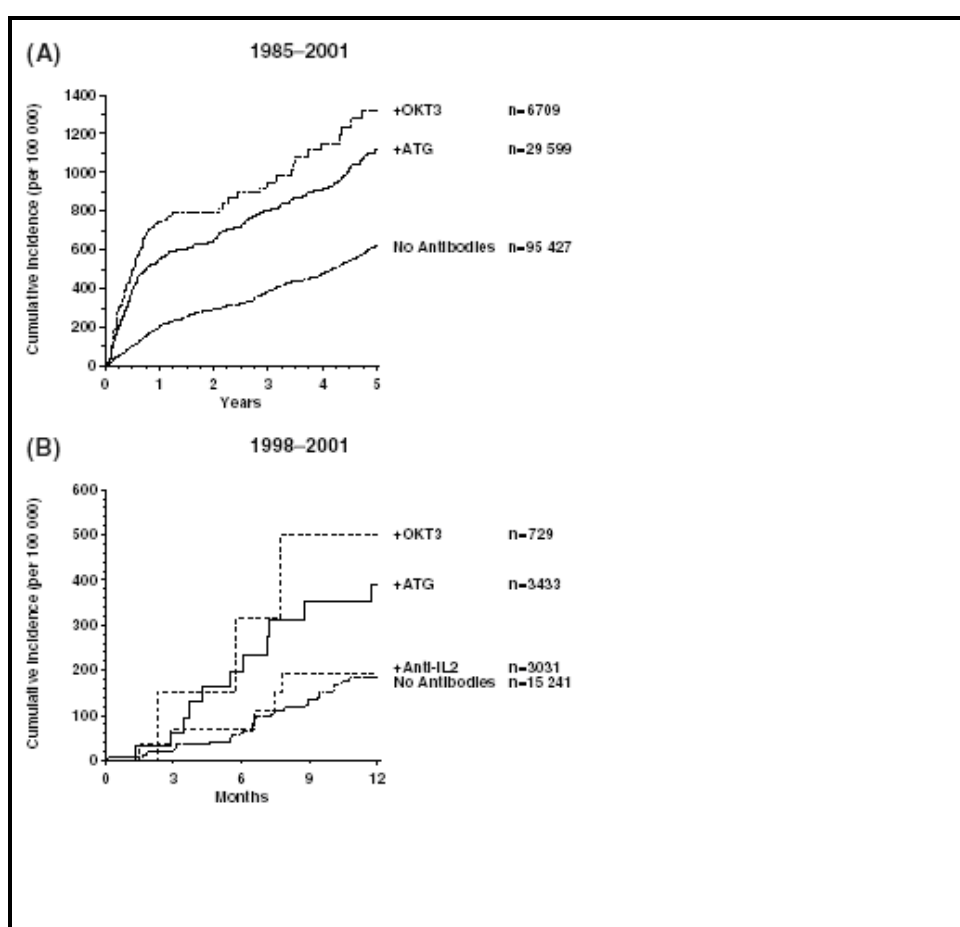 (A) 1985–2001
Cumulative Incidence (per 100 000)
1400
1200
1000
800
600
400
200
0
0 1 2 3 4 5
Years
+OKT3 n=6709
+ATG n=29 599
No Antibodies n=95 427
(B) 1998–2001
Cumulative Incidence (per 100 000)
600
500
400
300
200
100
0
0 3 6 9 12
Months
+OKT3 n=729
+ATG n=3433
+Anti-IL2 n=3031
No Antibodies n=15 241